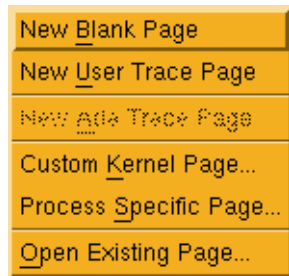 New Blank Page
New User Trace Page
New Ada Trace Page
Custom Kernel Page...
Process Specific Page...
Open Existing Page...